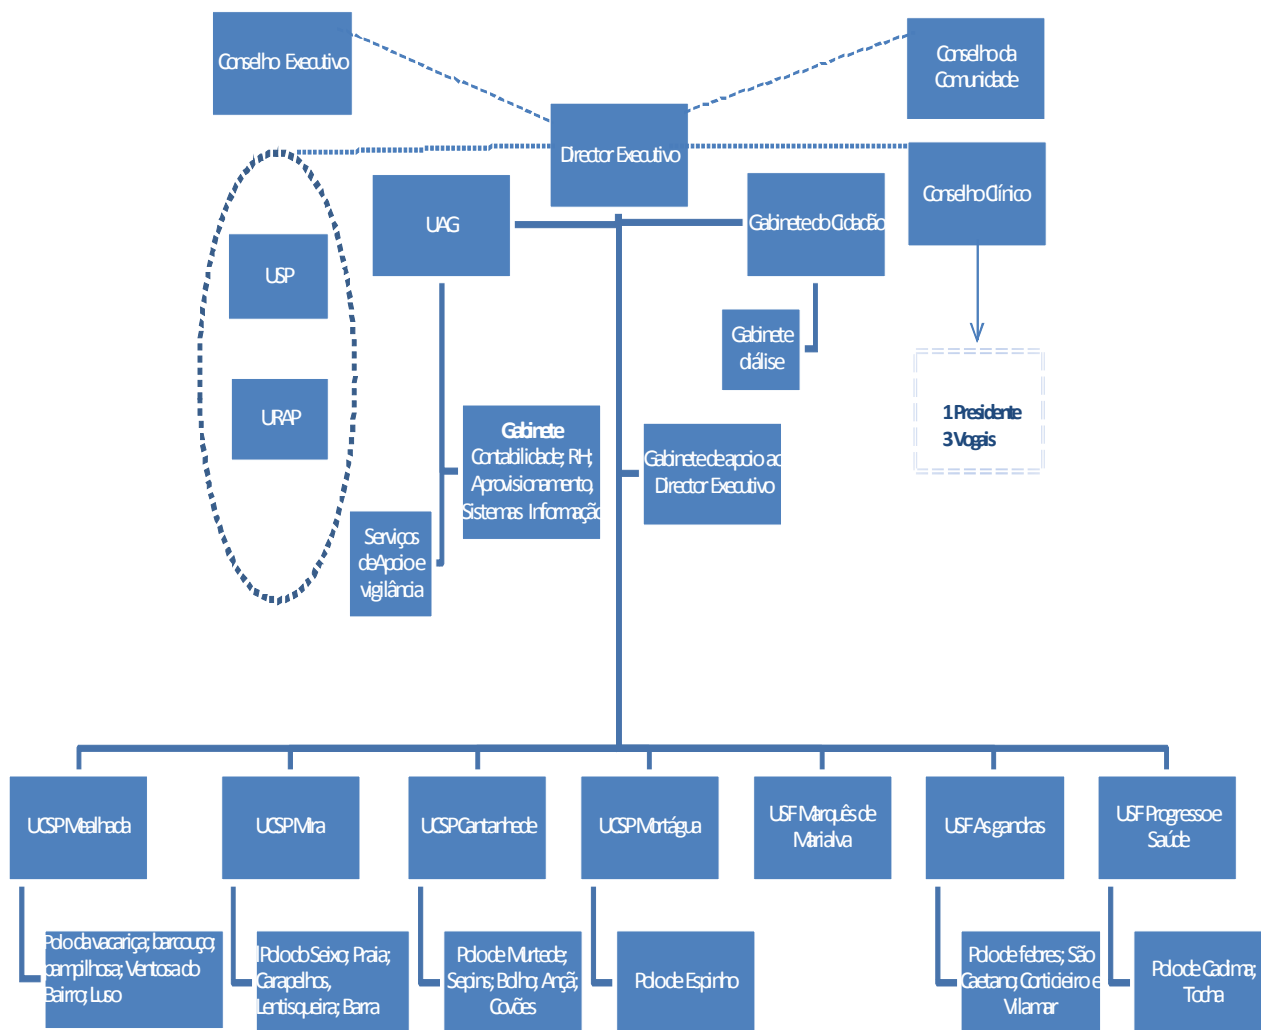 Conselho Executivo
Conselho da
Comunidade
Director Executivo
Conselho Clínico
UAG
Gabinete do Cidadão
USP
URAP
Gabinete
diálise
1 Presidente
3 Vogais
Gabinete
Contabilidade; RH;
Aprovisionamento,
Sistemas Informação
Gabinete de apoio ao
Director Executivo
Serviços
de Apoio e
vigilância
UCSP Mealhada
UCSP Mira
UCSP Cantanhede
UCSP Mortágua
USF Marquês de
Marialva
USF As gandras
USF Progresso e
Saúde
Polo da vacariça; barcouço;
pampilhosa; Ventosa do
Bairro; Luso
lPolo do Seixo; Praia;
Carapelhos,
Lentisqueira; Barra
Polo de Murtede;
Sepins; Bolho; Ançã;
Covões
Polo de Espinho
Polo de febres; São
Caetano; Corticieiro e
Vilamar
Polo de Cadima;
Tocha